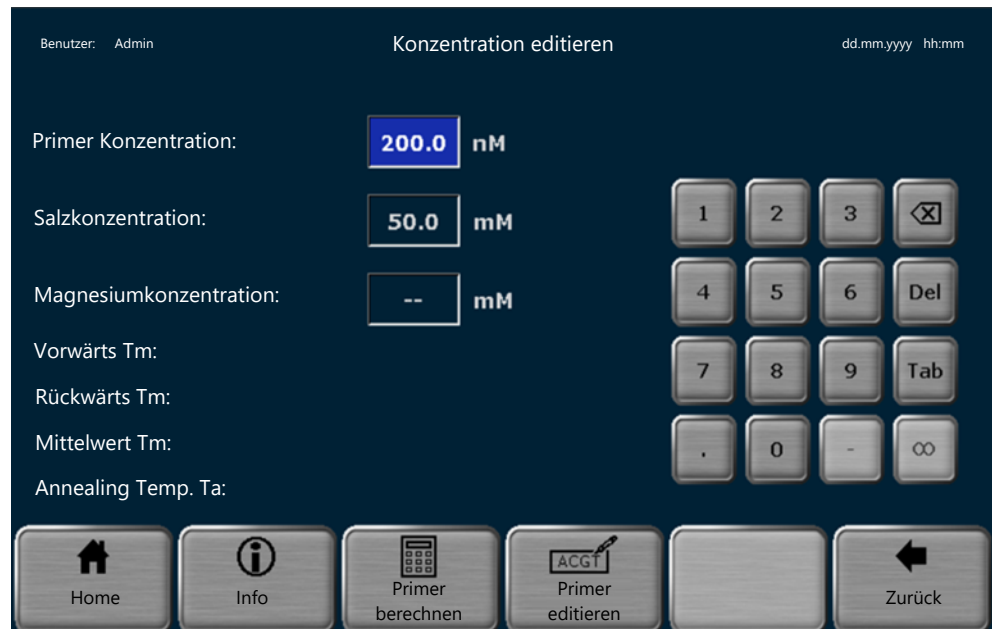 Benutzer: Admin
Konzentration editieren
dd.mm.yyyy hh:mm
Primer Konzentration: 200.0 nM
Salzkonzentration: 50.0 mM
Magnesiumkonzentration: -- mM
Vorwärts Tm:
Rückwärts Tm:
Mittelwert Tm:
Annealing Temp. Ta:
1 2 3
4 5 6 Del
7 8 9 Tab
. 0 - ∞
Home
Info
Primer
berechnen
ACGT
Primer
editieren
Zurück